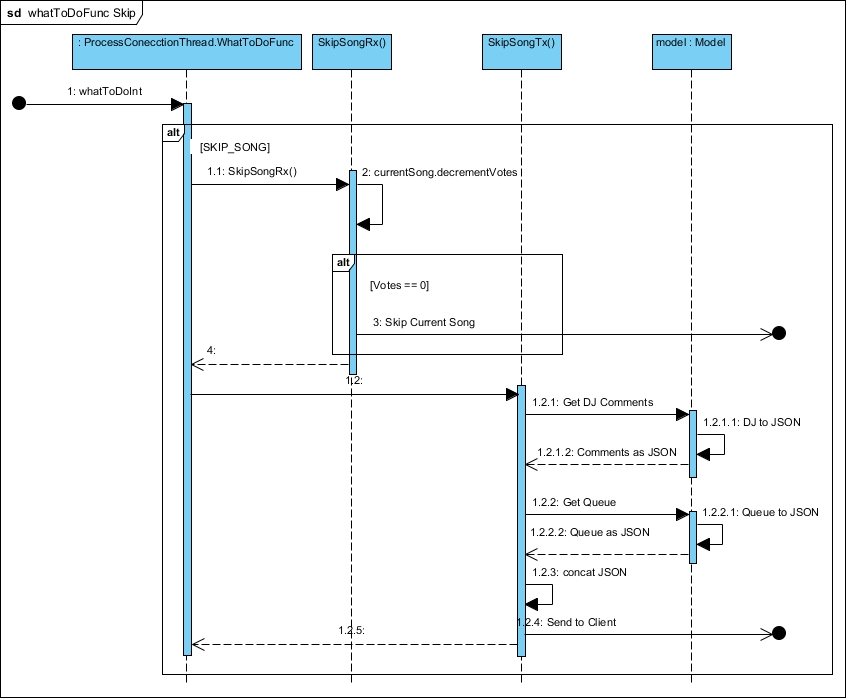 sd whatToDoFunc Skip
: ProcessConecctionThread.WhatToDoFunc
SkipSongRx()
SkipSongTx()
model : Model
1: whatToDoInt
alt
[SKIP_SONG]
1.1: SkipSongRx()
2: currentSong.decrementVotes
alt
[Votes == 0]
3: Skip Current Song
4:
1.2:
1.2.1: Get DJ Comments
1.2.1.1: DJ to JSON
1.2.1.2: Comments as JSON
1.2.2: Get Queue
1.2.2.1: Queue to JSON
1.2.2.2: Queue as JSON
1.2.3: concat JSON
1.2.4: Send to Client
1.2.5: